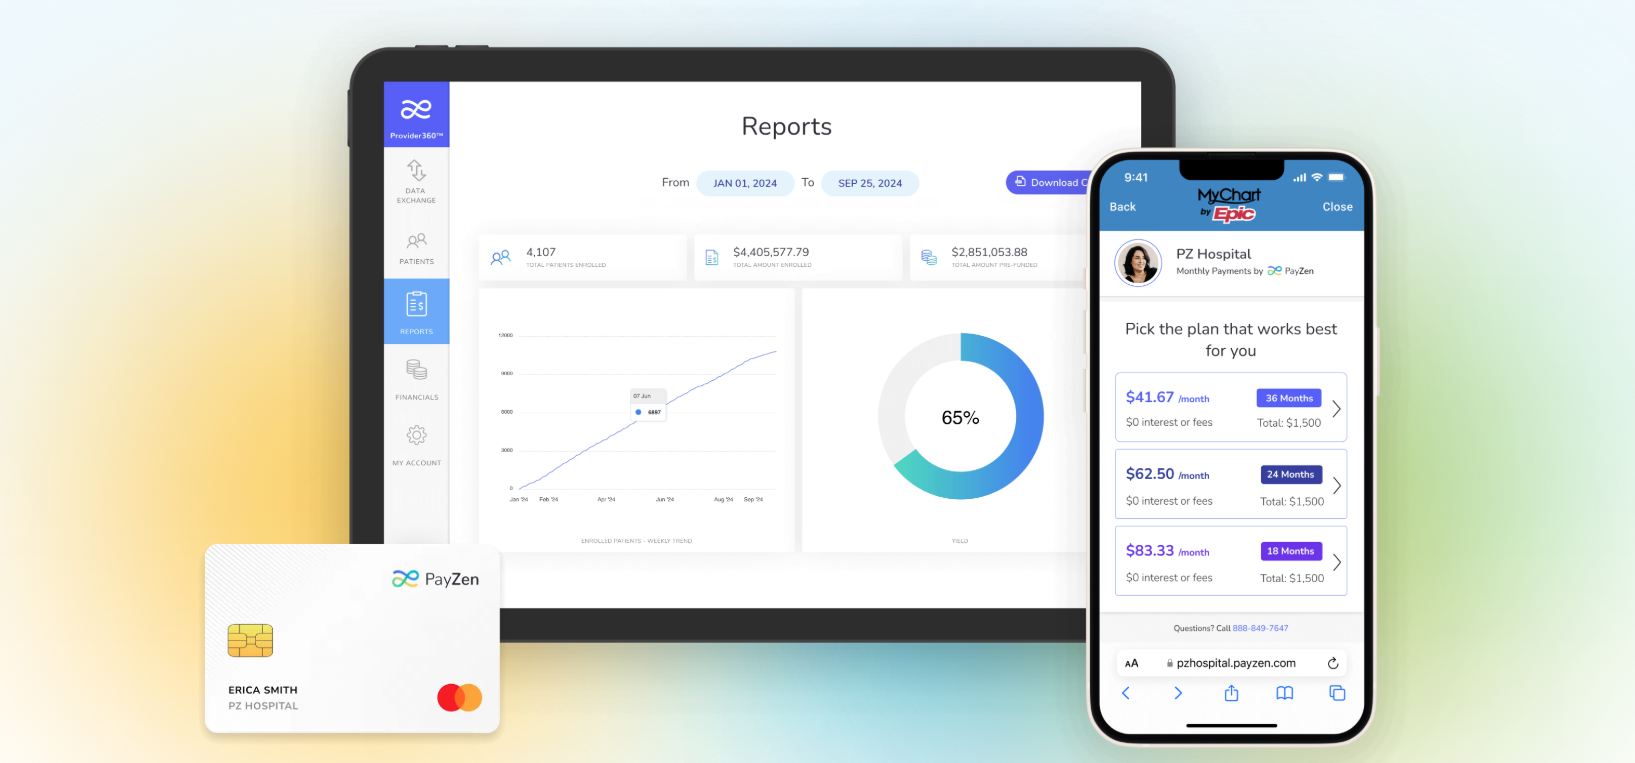 Provider360™
DATA
EXCHANGE
PATIENTS
REPORTS
FINANCIALS
MY ACCOUNT
Reports
From JAN 01, 2024 To SEP 25, 2024
Download C
4,107
TOTAL PATIENTS ENROLLED
$4,405,577.79
TOTAL AMOUNT ENROLLED
$2,851,053.88
TOTAL AMOUNT PRE-FUNDED
12000
9000
6000
3000
0
07 Jun
6897
Jan '24 Feb '24 Apr '24 Jun '24 Aug '24 Sep '24
ENROLLED PATIENTS - WEEKLY TREND
65%
YIELD
PayZen
ERICA SMITH
PZ HOSPITAL
9:41
Back
MyChart
by Epic
Close
PZ Hospital
Monthly Payments by PayZen
Pick the plan that works best
for you
$41.67 /month 36 Months
$0 interest or fees Total: $1,500
$62.50 /month 24 Months
$0 interest or fees Total: $1,500
$83.33 /month 18 Months
$0 interest or fees Total: $1,500
Questions? Call 888-849-7647
AA pzhospital.payzen.com